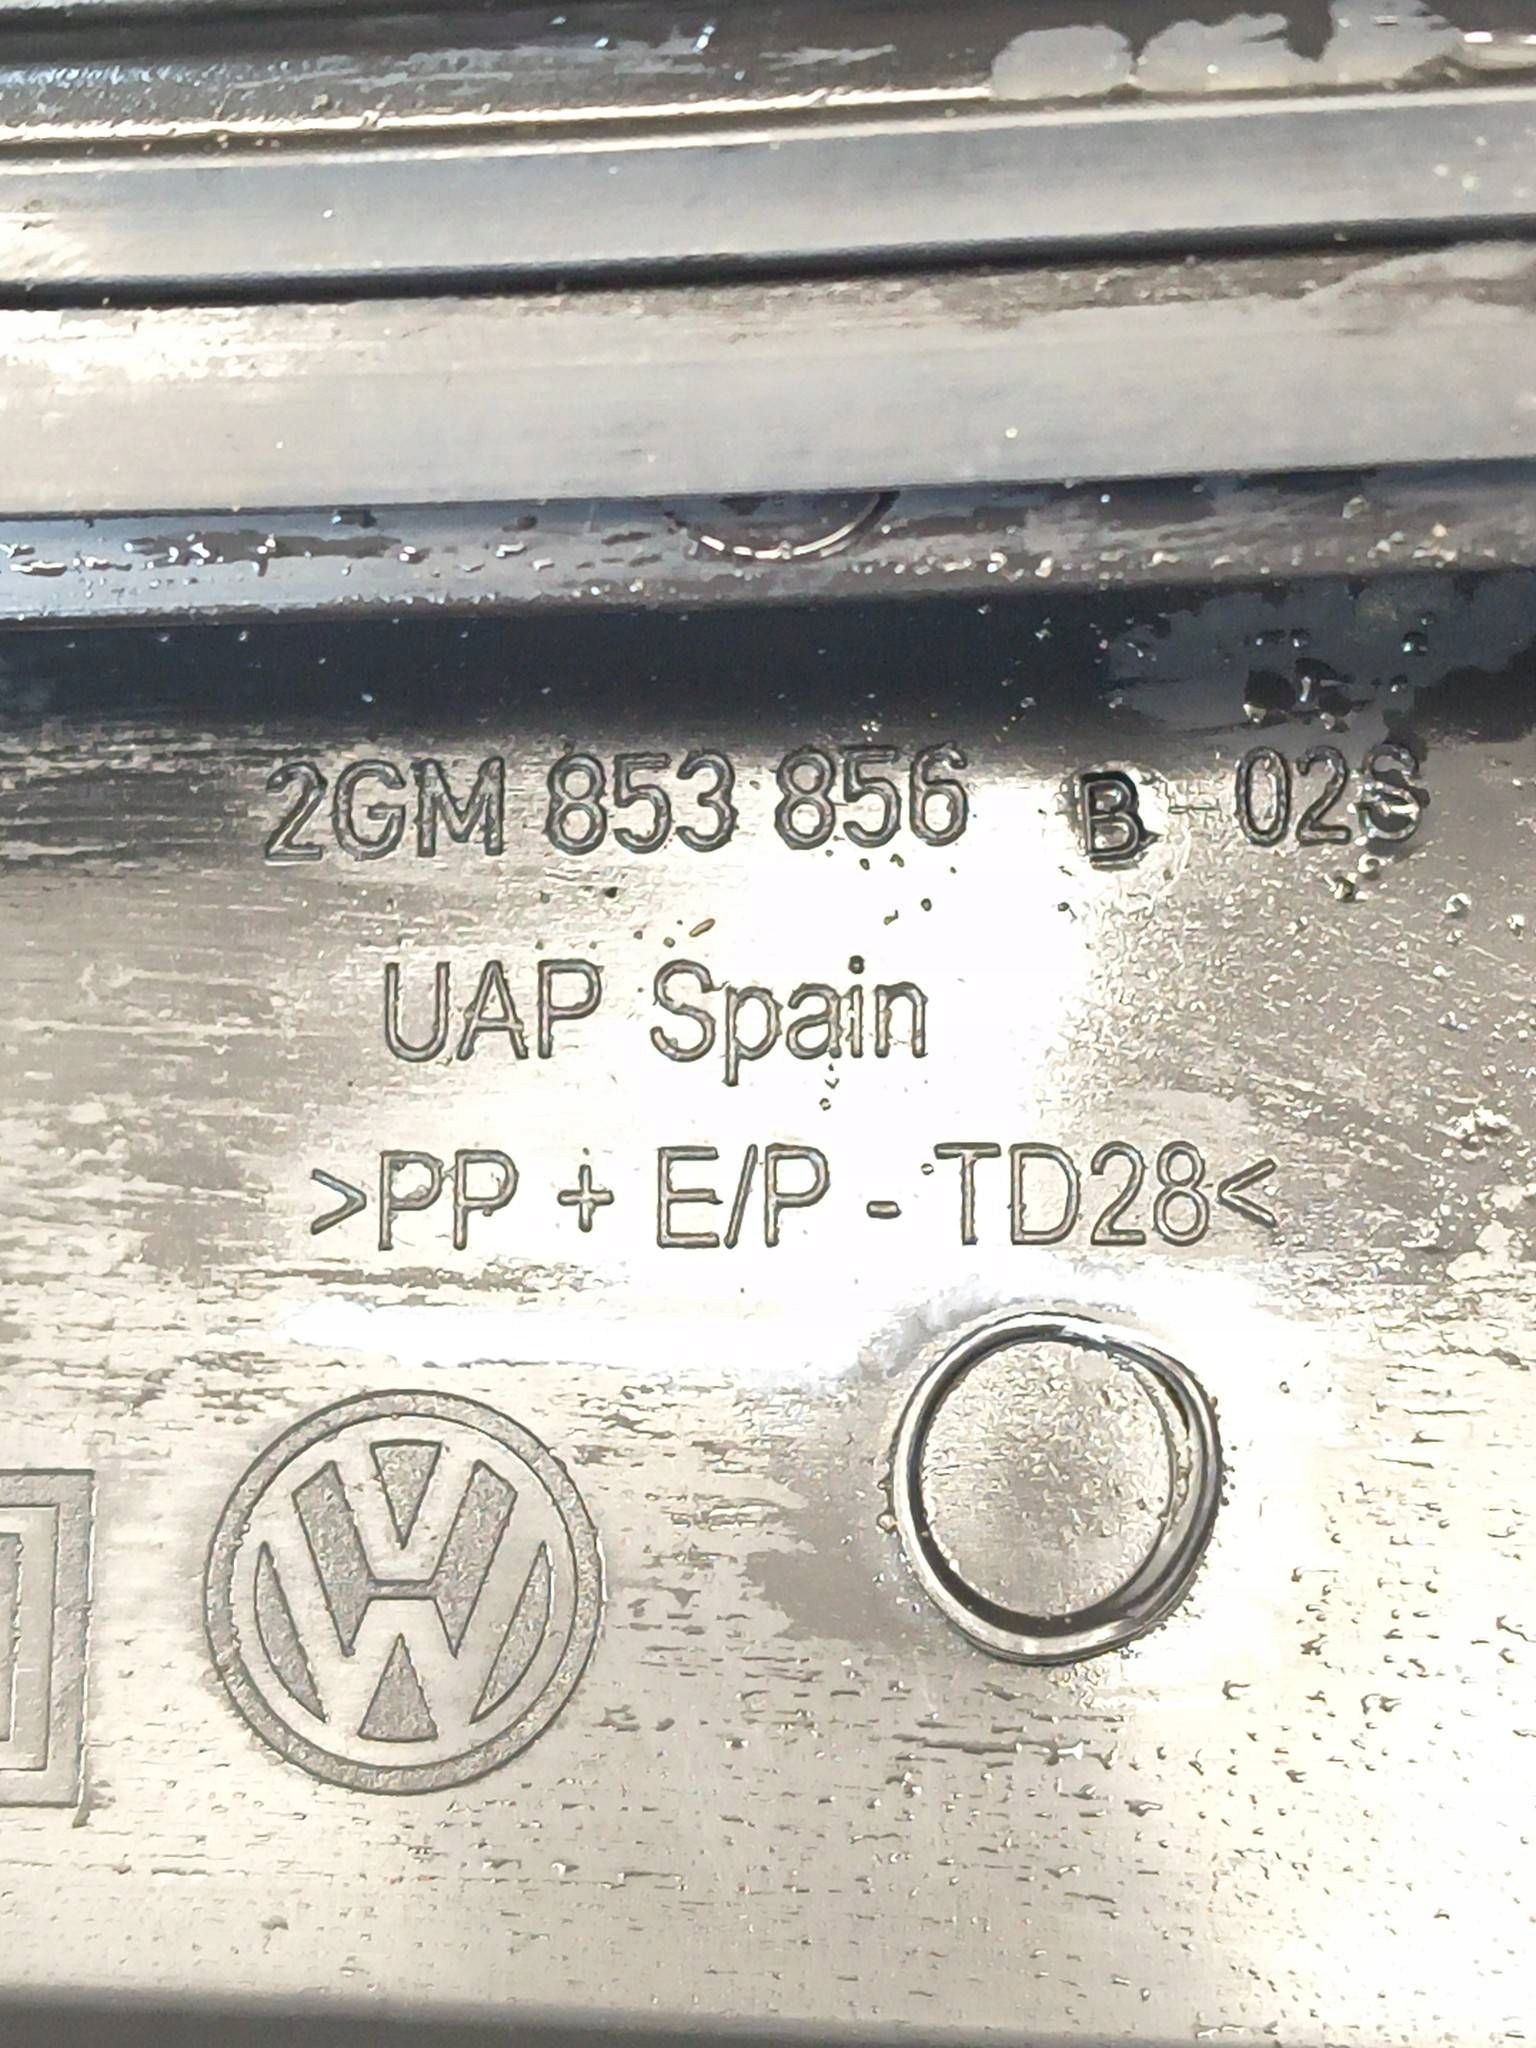 2GM 853 856 B 02S
UAP Spain
>PP + E/P - TD28<